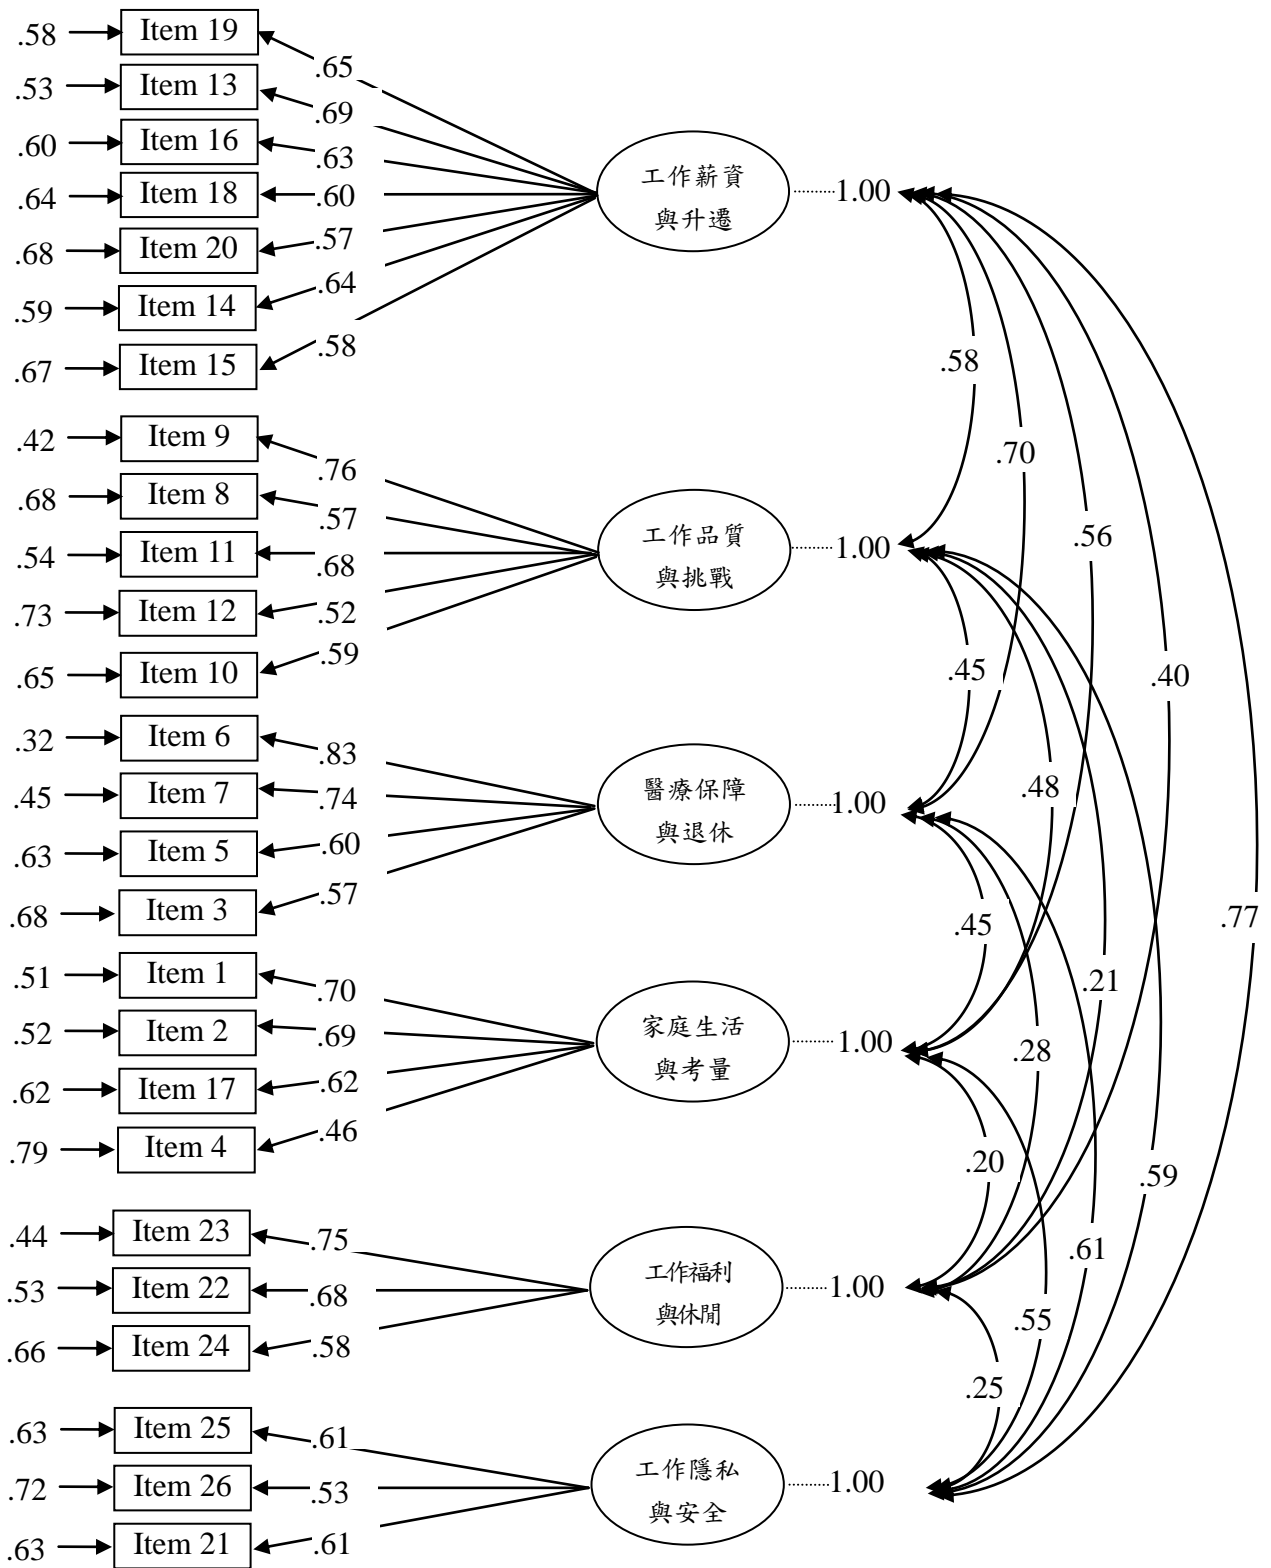 .58 Item 19 .65
.53 Item 13 .69
.60 Item 16 .63
.64 Item 18 .60
.68 Item 20 .57
.59 Item 14 .64
.67 Item 15 .58
工作薪資
與升遷
1.00
.42 Item 9 .76
.68 Item 8 .57
.54 Item 11 .68
.73 Item 12 .52
.65 Item 10 .59
工作品質
與挑戰
1.00
.32 Item 6 .83
.45 Item 7 .74
.63 Item 5 .60
.68 Item 3 .57
醫療保障
與退休
1.00
.51 Item 1 .70
.52 Item 2 .69
.62 Item 17 .62
.79 Item 4 .46
家庭生活
與考量
1.00
.44 Item 23 .75
.53 Item 22 .68
.66 Item 24 .58
工作福利
與休閒
1.00
.63 Item 25 .61
.72 Item 26 .53
.63 Item 21 .61
工作隱私
與安全
1.00
.58
.70
.56
.40
.77
.45
.48
.21
.59
.45
.28
.61
.20
.55
.25